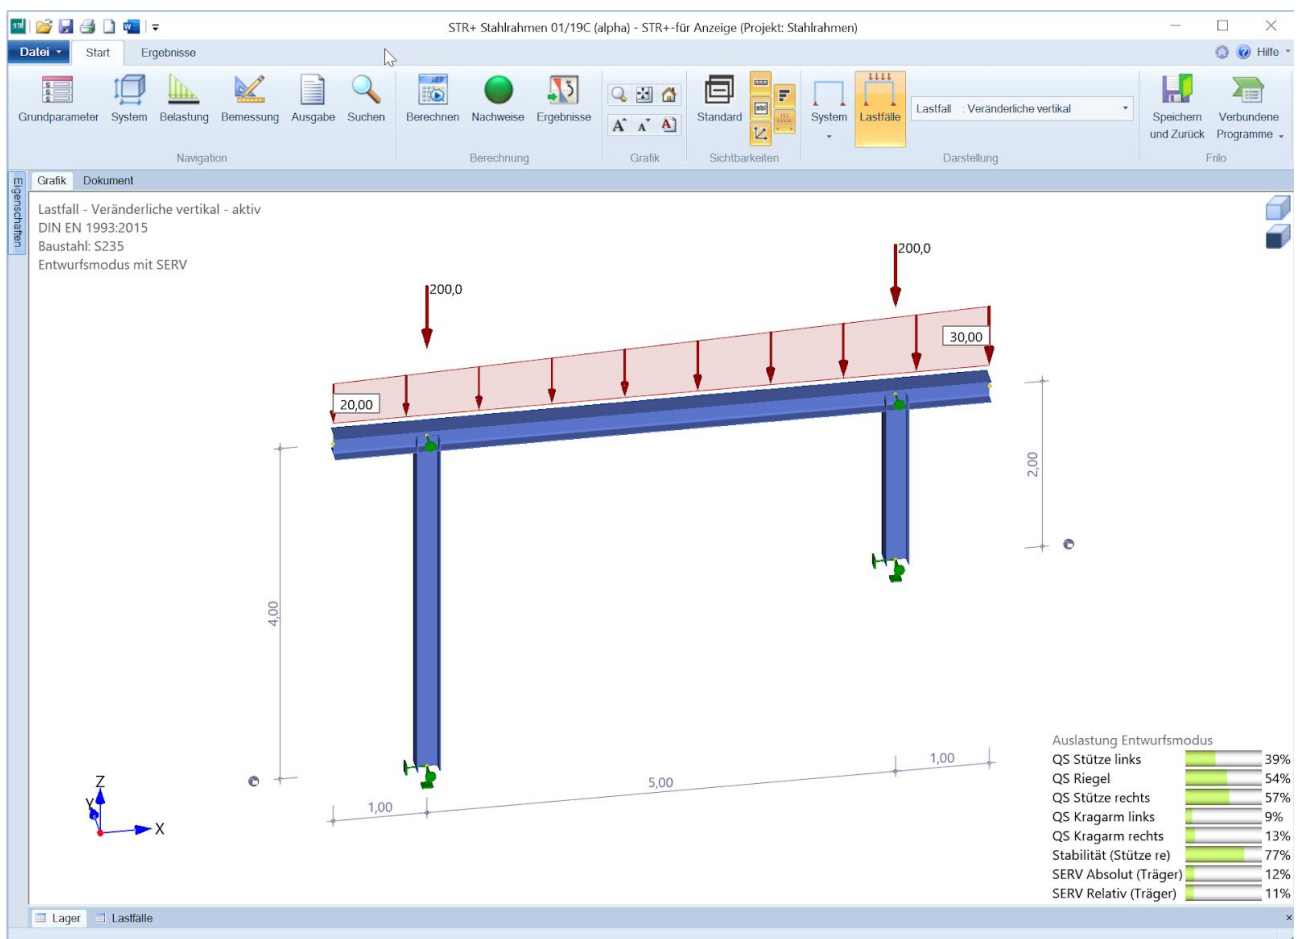 STR+ Stahlrahmen 01/19C (alpha) - STR+-für Anzeige (Projekt: Stahlrahmen)
Datei Start Ergebnisse Hilfe
Grundparameter System Belastung Bemessung Ausgabe Suchen Berechnen Nachweise Ergebnisse Standard System Lastfälle Lastfall : Veränderliche vertikal Speichern und Zurück Verbundene Programme
Navigation Berechnung Grafik Sichtbarkeiten Darstellung Frilo
Eigenschaften
Grafik Dokument
Lastfall - Veränderliche vertikal - aktiv
DIN EN 1993:2015
Baustahl: S235
Entwurfsmodus mit SERV
200,0
200,0
30,00
20,00
2,00
4,00
1,00
5,00
1,00
Z
Y
X
Auslastung Entwurfsmodus
QS Stütze links 39%
QS Riegel 54%
QS Stütze rechts 57%
QS Kragarm links 9%
QS Kragarm rechts 13%
Stabilität (Stütze re) 77%
SERV Absolut (Träger) 12%
SERV Relativ (Träger) 11%
Lager Lastfälle